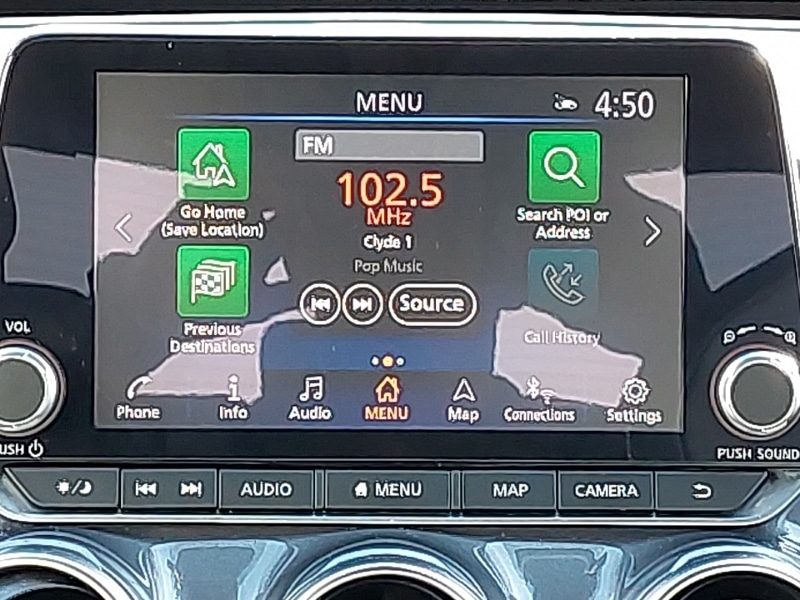 MENU
4:50
FM
102.5
MHz
Clyde 1
Pop Music
Source
Go Home
(Save Location)
Previous
Destinations
Search POI or
Address
Call History
Phone
Info
Audio
MENU
Map
Connections
Settings
VOL
PUSH SOUND
AUDIO
MENU
MAP
CAMERA